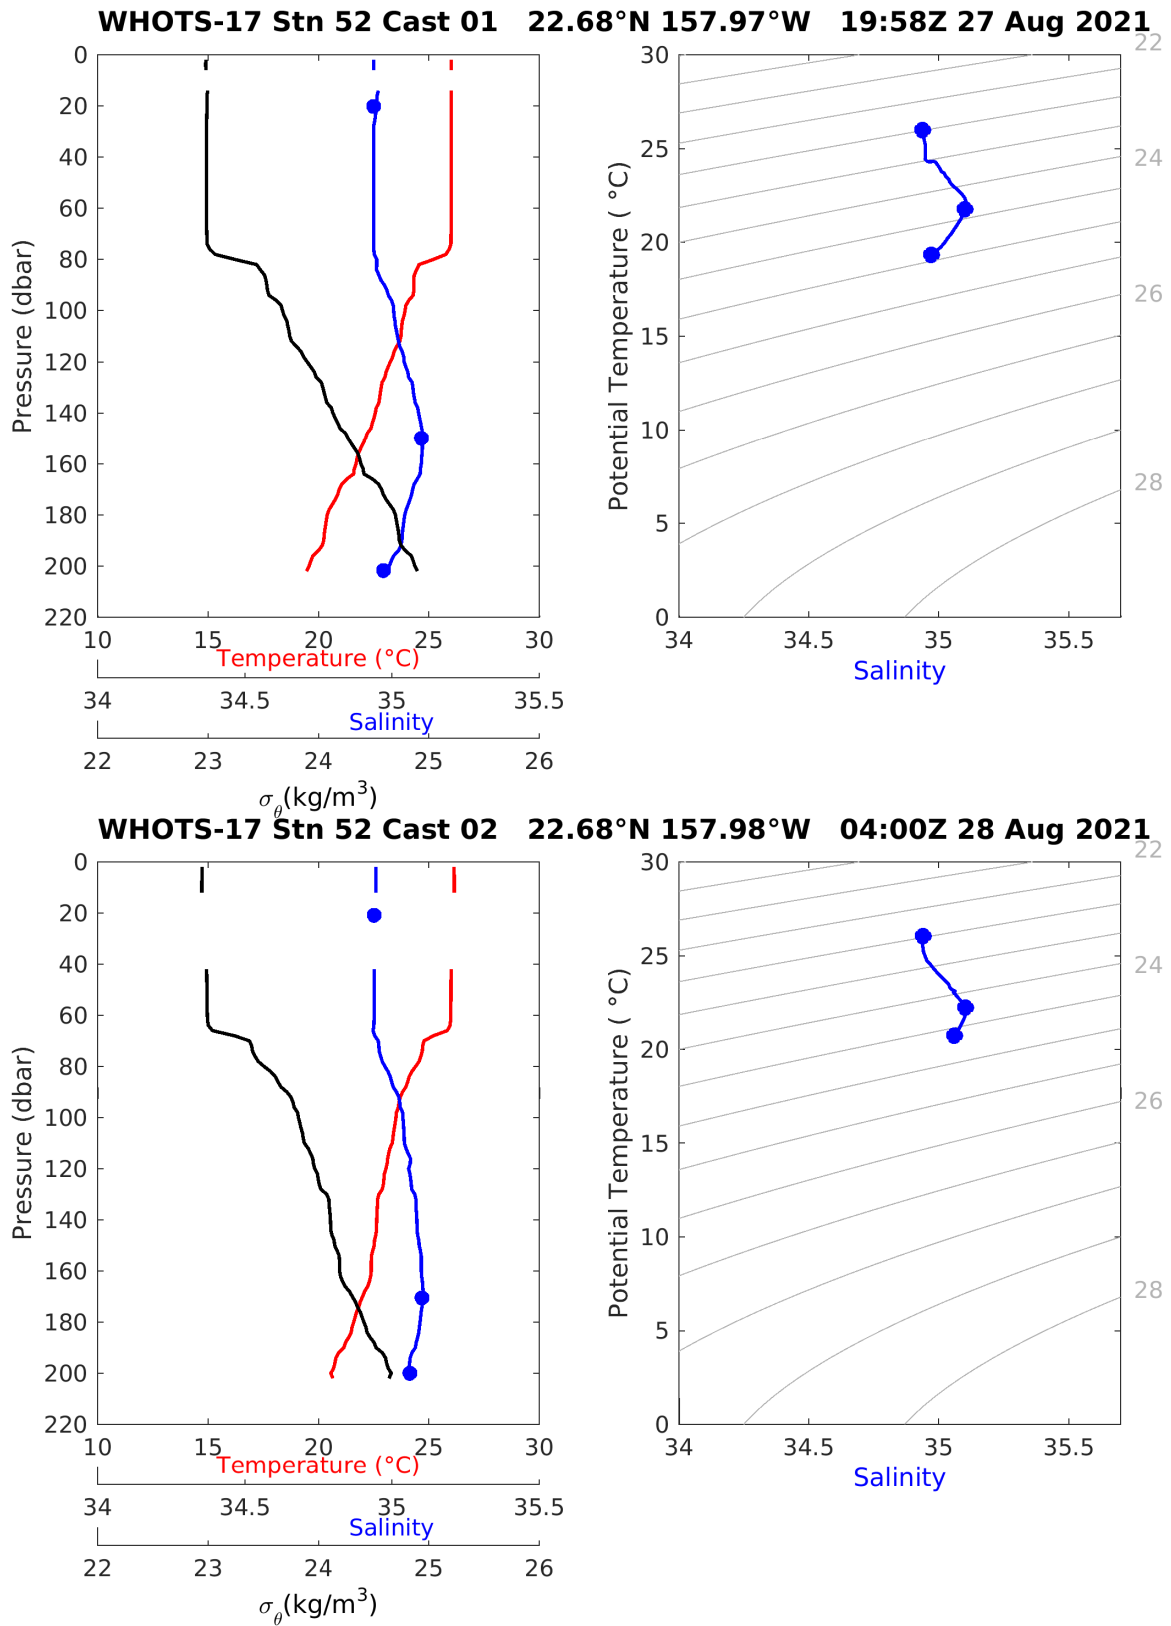 WHOTS-17 Stn 52 Cast 01 22.68°N 157.97°W 19:58Z 27 Aug 2021
0
20
40
60
80
100
120
140
160
180
200
220
Pressure (dbar)
10 15 20 25 30
Temperature (°C)
34 34.5 35 35.5
Salinity
22 23 24 25 26
σθ(kg/m3)
30
25
20
15
10
5
0
Potential Temperature ( °C)
34 34.5 35 35.5
Salinity
22
24
26
28
WHOTS-17 Stn 52 Cast 02 22.68°N 157.98°W 04:00Z 28 Aug 2021
0
20
40
60
80
100
120
140
160
180
200
220
Pressure (dbar)
10 15 20 25 30
Temperature (°C)
34 34.5 35 35.5
Salinity
22 23 24 25 26
σθ(kg/m3)
30
25
20
15
10
5
0
Potential Temperature ( °C)
34 34.5 35 35.5
Salinity
22
24
26
28